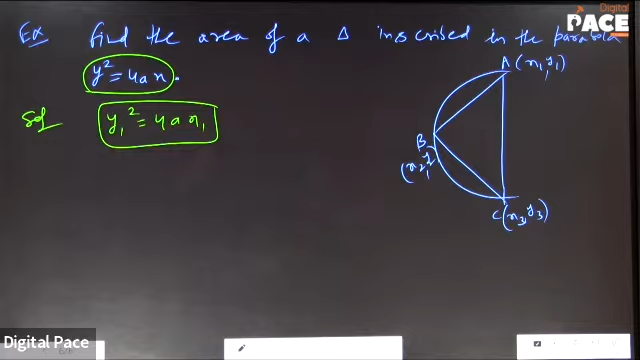 Digital
PACE
Ex Find the area of a Δ inscribed in the parabola
y² = 4ax.
Sol y₁² = 4ax₁
A (x₁, y₁)
B
(x₂, y₂)
C (x₃, y₃)
Digital Pace